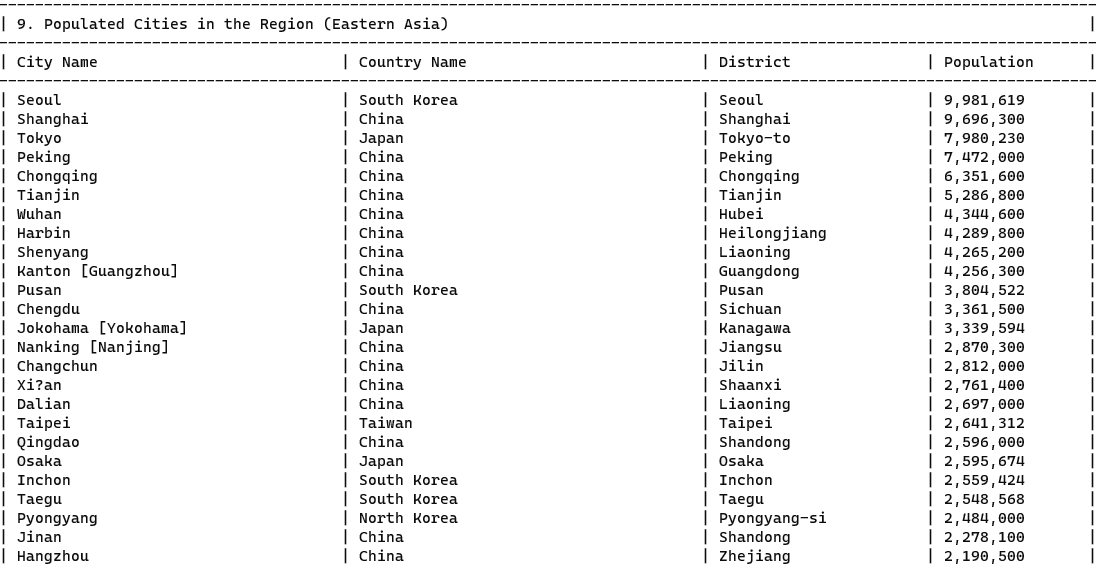 | 9. Populated Cities in the Region (Eastern Asia) |
| City Name | Country Name | District | Population |
| Seoul | South Korea | Seoul | 9,981,619 |
| Shanghai | China | Shanghai | 9,696,300 |
| Tokyo | Japan | Tokyo-to | 7,980,230 |
| Peking | China | Peking | 7,472,000 |
| Chongqing | China | Chongqing | 6,351,600 |
| Tianjin | China | Tianjin | 5,286,800 |
| Wuhan | China | Hubei | 4,344,600 |
| Harbin | China | Heilongjiang | 4,289,800 |
| Shenyang | China | Liaoning | 4,265,200 |
| Kanton [Guangzhou] | China | Guangdong | 4,256,300 |
| Pusan | South Korea | Pusan | 3,804,522 |
| Chengdu | China | Sichuan | 3,361,500 |
| Jokohama [Yokohama] | Japan | Kanagawa | 3,339,594 |
| Nanking [Nanjing] | China | Jiangsu | 2,870,300 |
| Changchun | China | Jilin | 2,812,000 |
| Xi?an | China | Shaanxi | 2,761,400 |
| Dalian | China | Liaoning | 2,697,000 |
| Taipei | Taiwan | Taipei | 2,641,312 |
| Qingdao | China | Shandong | 2,596,000 |
| Osaka | Japan | Osaka | 2,595,674 |
| Inchon | South Korea | Inchon | 2,559,424 |
| Taegu | South Korea | Taegu | 2,548,568 |
| Pyongyang | North Korea | Pyongyang-si | 2,484,000 |
| Jinan | China | Shandong | 2,278,100 |
| Hangzhou | China | Zhejiang | 2,190,500 |